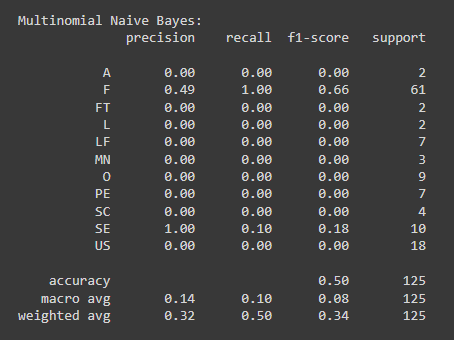 Multinomial Naive Bayes:
precision recall f1-score support
A 0.00 0.00 0.00 2
F 0.49 1.00 0.66 61
FT 0.00 0.00 0.00 2
L 0.00 0.00 0.00 2
LF 0.00 0.00 0.00 7
MN 0.00 0.00 0.00 3
O 0.00 0.00 0.00 9
PE 0.00 0.00 0.00 7
SC 0.00 0.00 0.00 4
SE 1.00 0.10 0.18 10
US 0.00 0.00 0.00 18
accuracy 0.50 125
macro avg 0.14 0.10 0.08 125
weighted avg 0.32 0.50 0.34 125